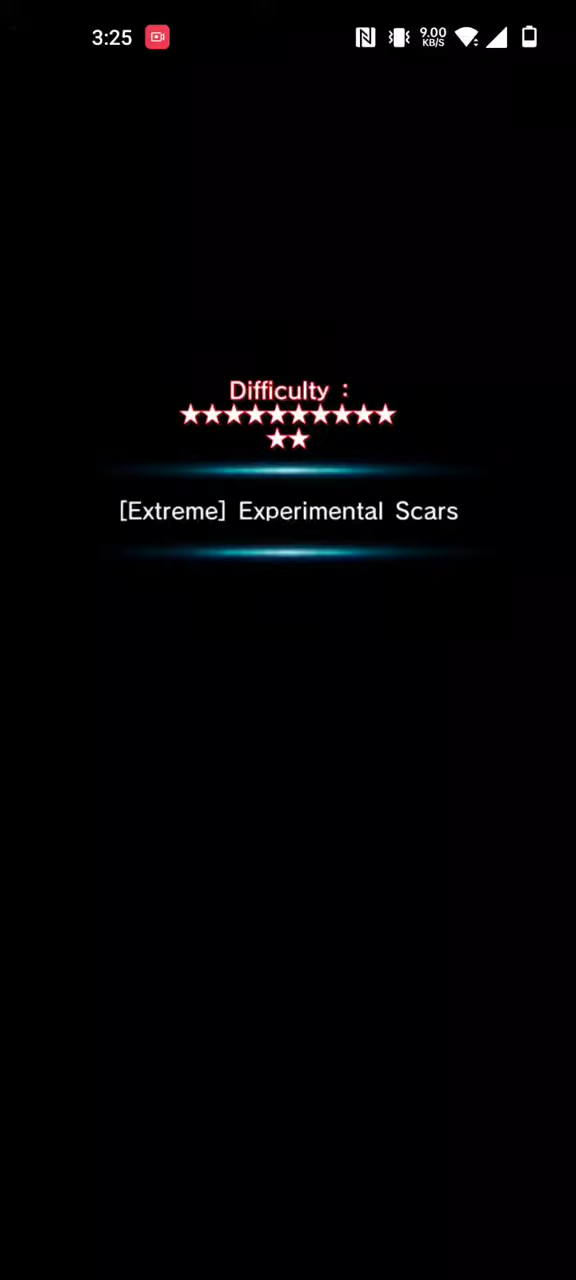 3:25
9.00
KB/S
Difficulty :
★★★★★★★★★★
★★
[Extreme] Experimental Scars